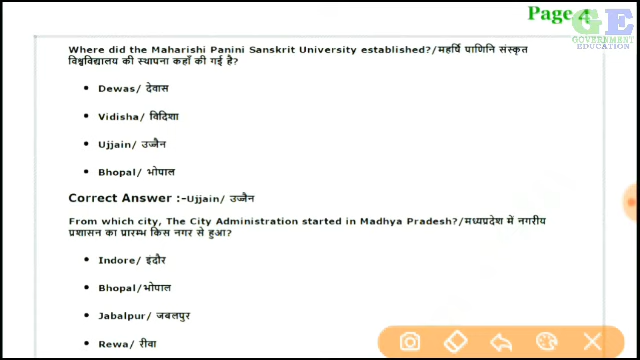 Page 4
GE
GOVERNMENT
EDUCATION
Where did the Maharishi Panini Sanskrit University established?/महर्षि पाणिनि संस्कृत
विश्वविद्यालय की स्थापना कहाँ की गई है?
• Dewas/ देवास
• Vidisha/ विदिशा
• Ujjain/ उज्जैन
• Bhopal/ भोपाल
Correct Answer :-Ujjain/ उज्जैन
From which city, The City Administration started in Madhya Pradesh?/मध्यप्रदेश में नगरीय
प्रशासन का प्रारम्भ किस नगर से हुआ?
• Indore/ इंदौर
• Bhopal/भोपाल
• Jabalpur/ जबलपुर
• Rewa/ रीवा